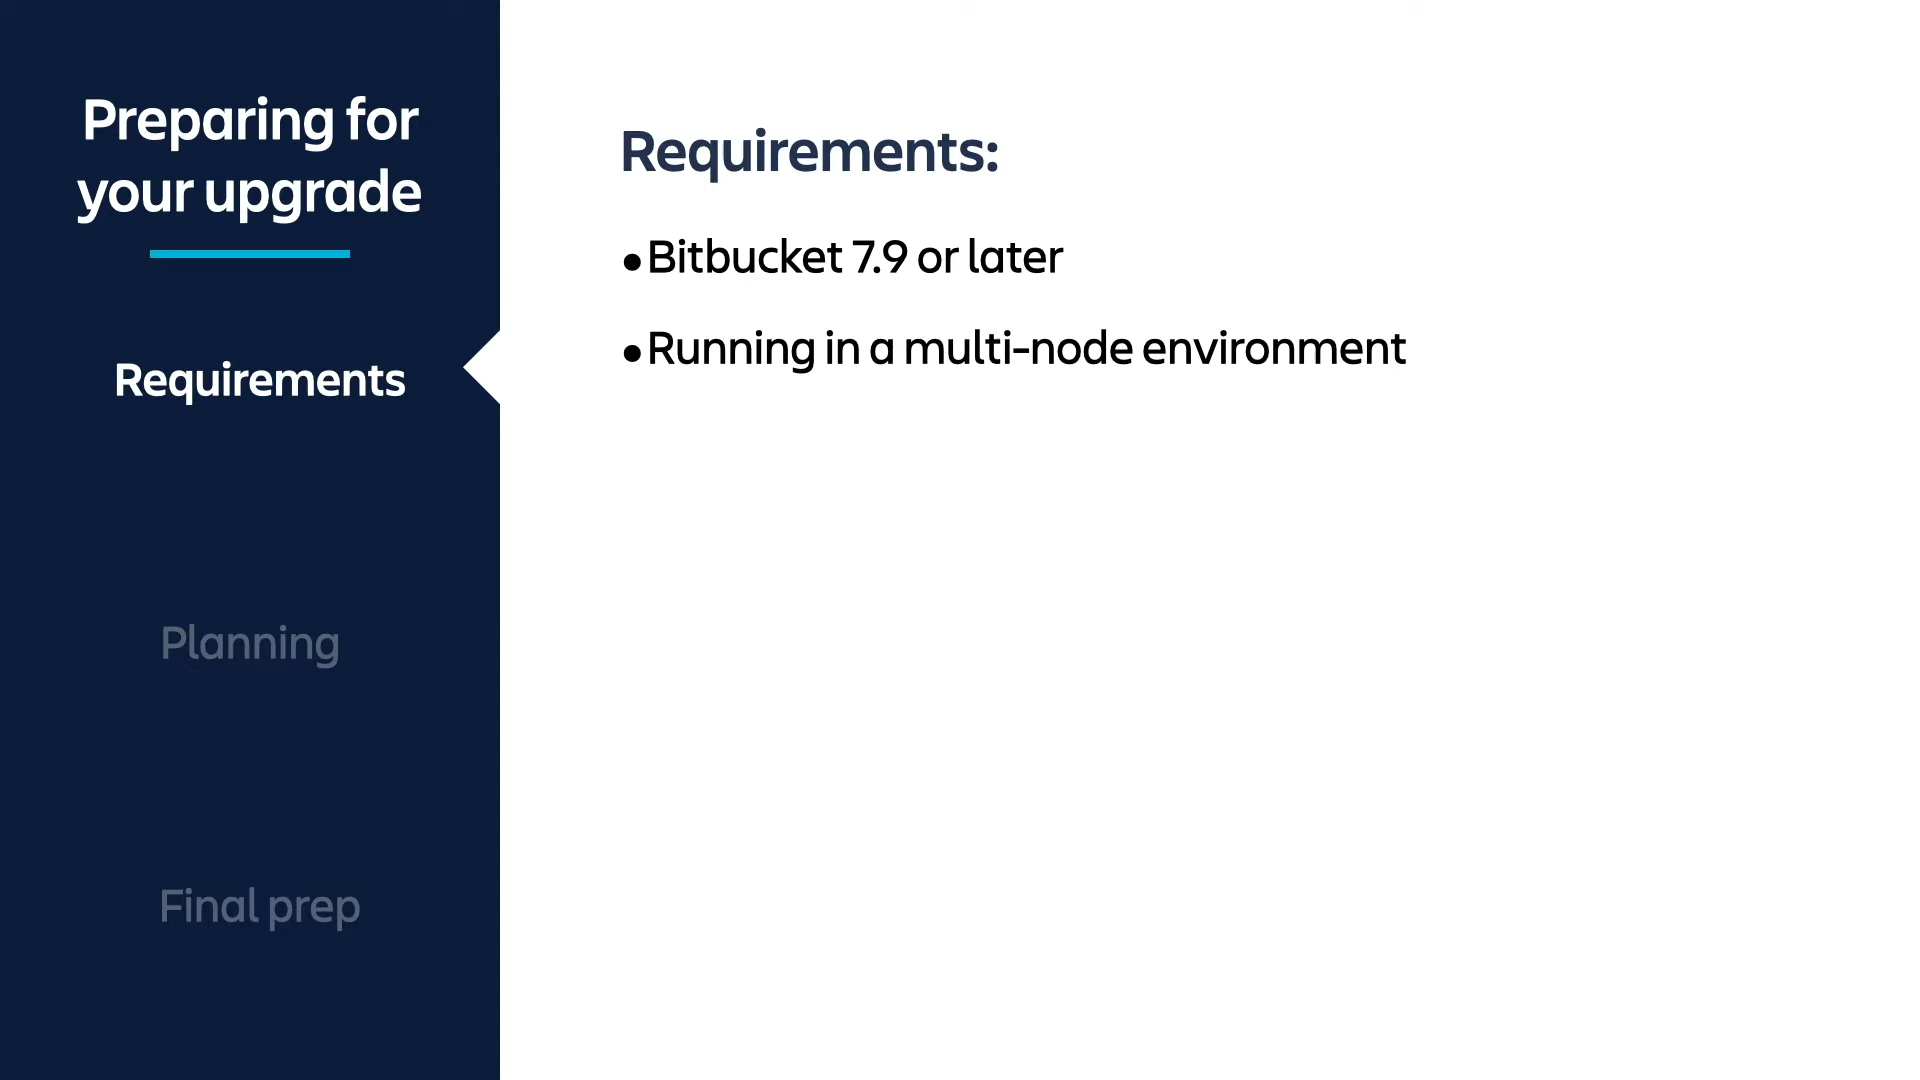 Preparing for
your upgrade
Requirements
Planning
Final prep
Requirements:
•Bitbucket 7.9 or later
•Running in a multi-node environment